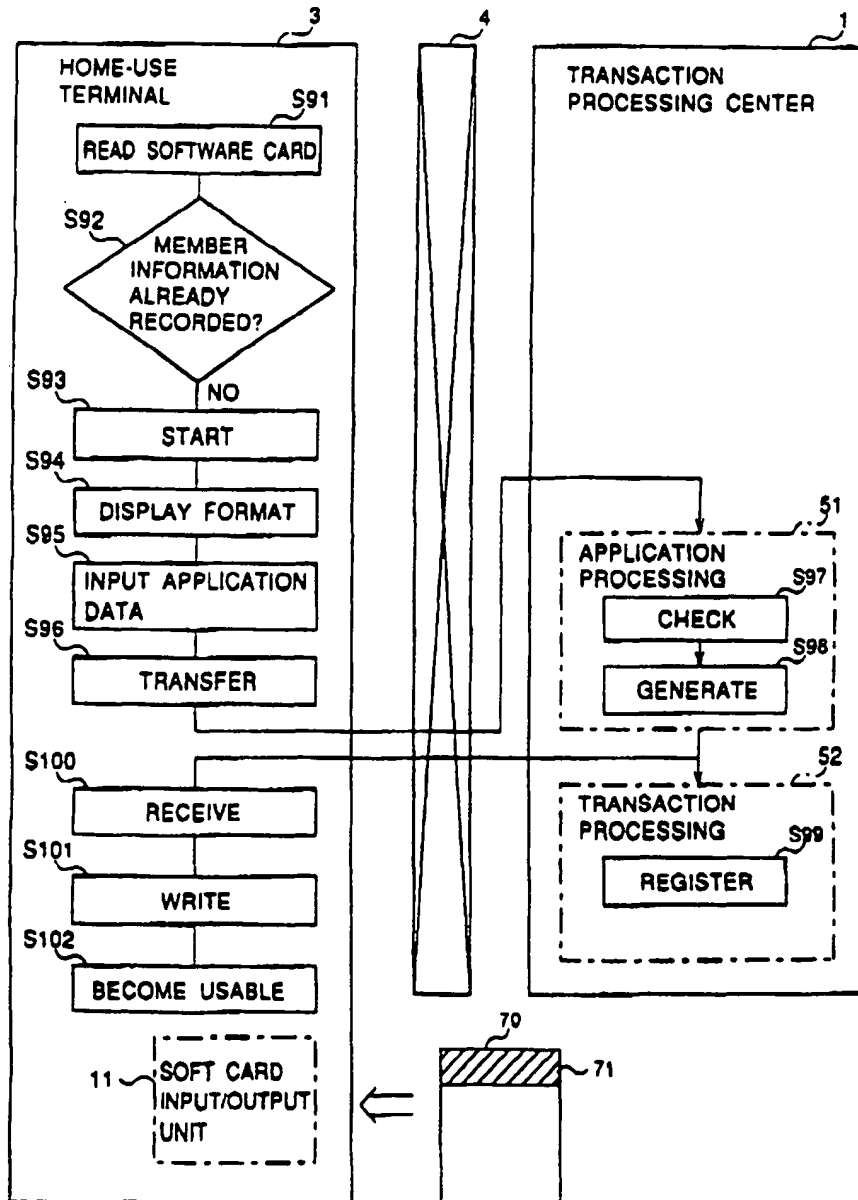 3
4
1
HOME-USE
TERMINAL
TRANSACTION
PROCESSING CENTER
S91
READ SOFTWARE CARD
S92
MEMBER
INFORMATION
ALREADY
RECORDED?
S93
NO
START
S94
DISPLAY FORMAT
S95
INPUT APPLICATION
DATA
S96
TRANSFER
51
APPLICATION
PROCESSING
S97
CHECK
S98
GENERATE
S100
RECEIVE
52
TRANSACTION
PROCESSING
S99
REGISTER
S101
WRITE
S102
BECOME USABLE
70
71
11
SOFT CARD
INPUT/OUTPUT
UNIT